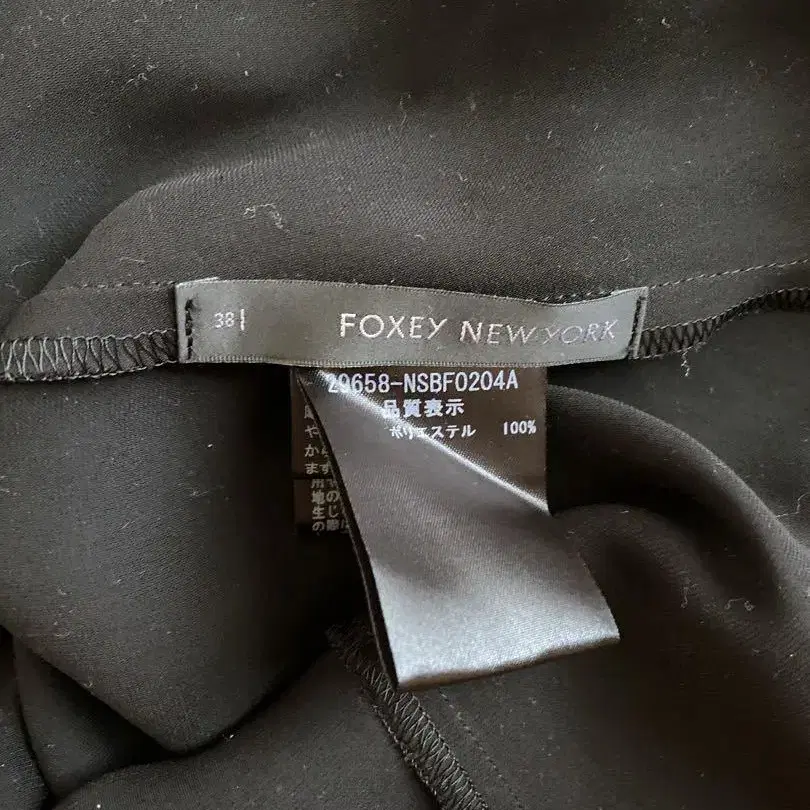 38
FOXEY NEW YORK
29658-NSBF0204A
品質表示
ポリエステル 100%